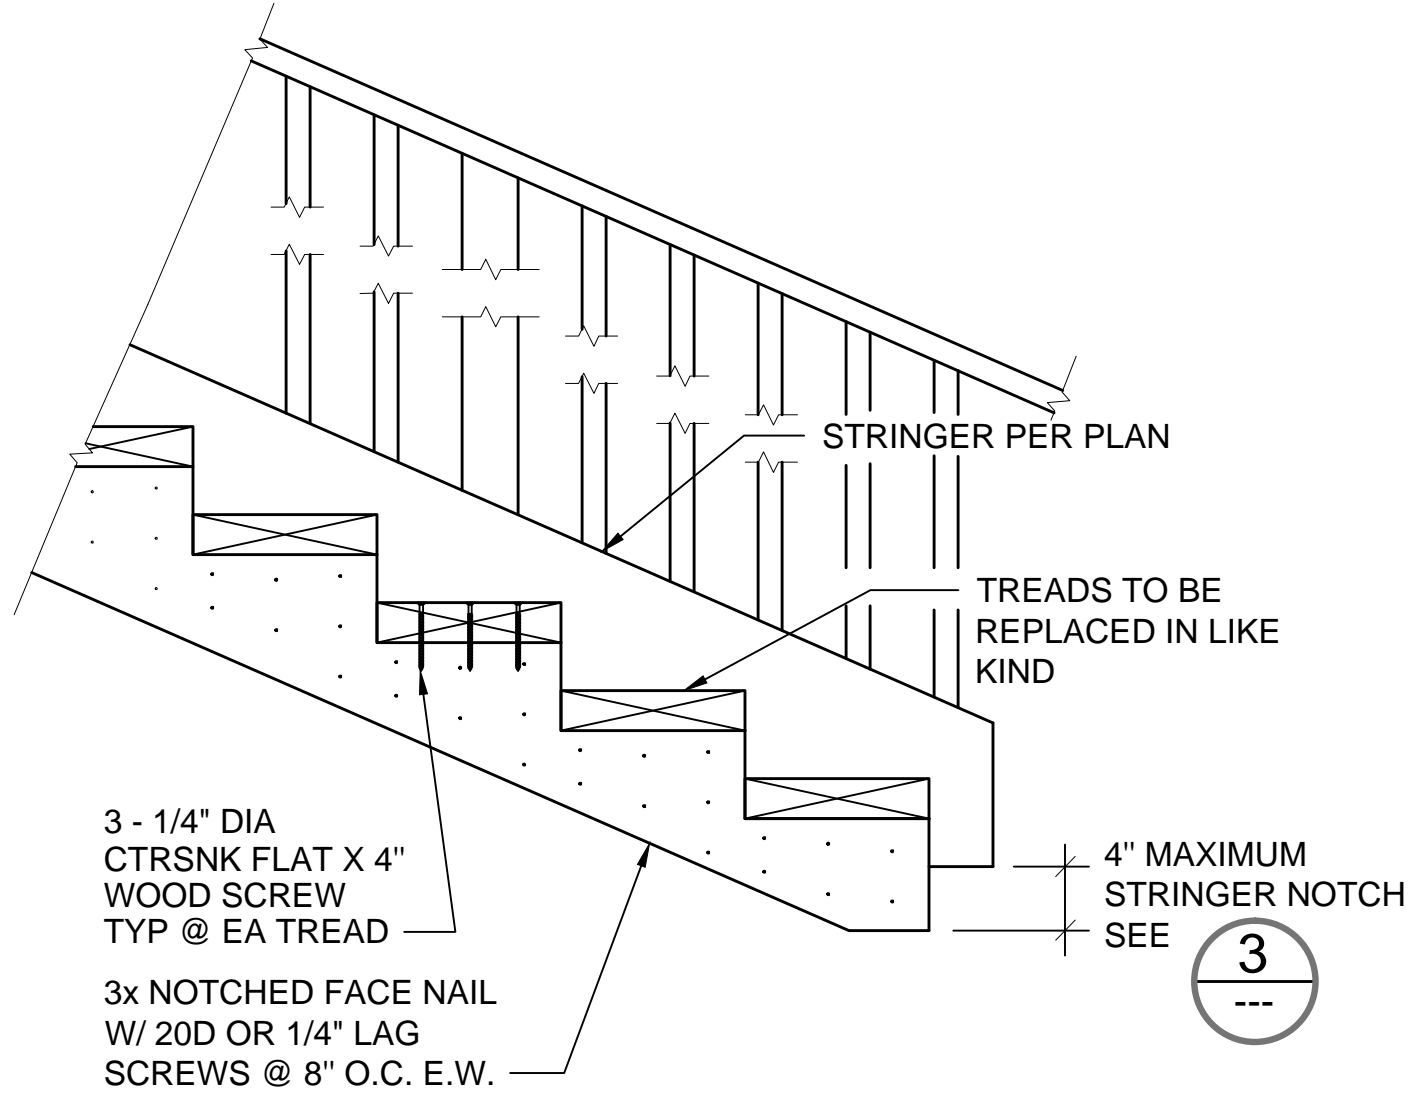 STRINGER PER PLAN
TREADS TO BE
REPLACED IN LIKE
KIND
3 - 1/4" DIA
CTRSNK FLAT X 4"
WOOD SCREW
TYP @ EA TREAD
3x NOTCHED FACE NAIL
W/ 20D OR 1/4" LAG
SCREWS @ 8" O.C. E.W.
4" MAXIMUM
STRINGER NOTCH
SEE
3
---